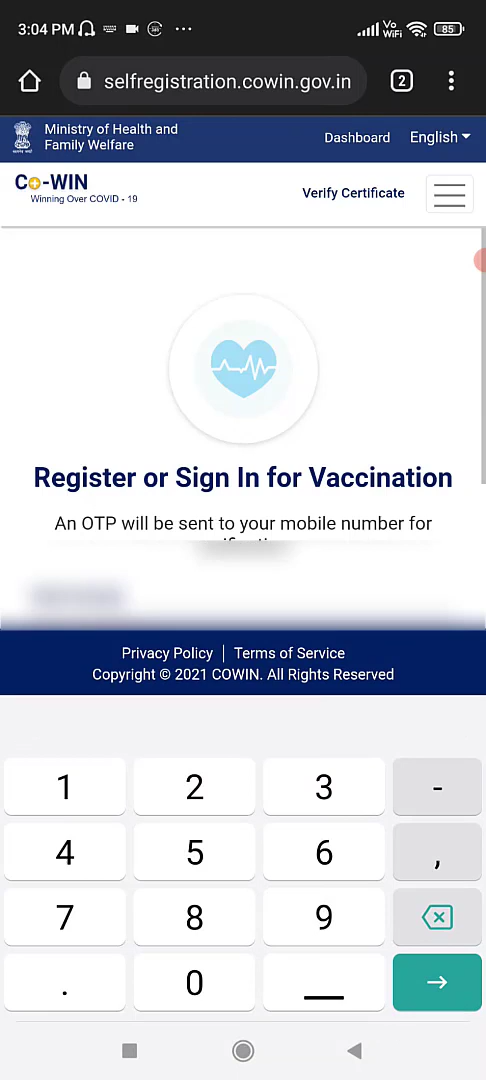 3:04 PM
Vo
WiFi
85
selfregistration.cowin.gov.in
2
Ministry of Health and
Family Welfare
Dashboard
English
Co-WIN
Winning Over COVID - 19
Verify Certificate
Register or Sign In for Vaccination
An OTP will be sent to your mobile number for
Privacy Policy | Terms of Service
Copyright © 2021 COWIN. All Rights Reserved
1 2 3 -
4 5 6 ,
7 8 9
. 0